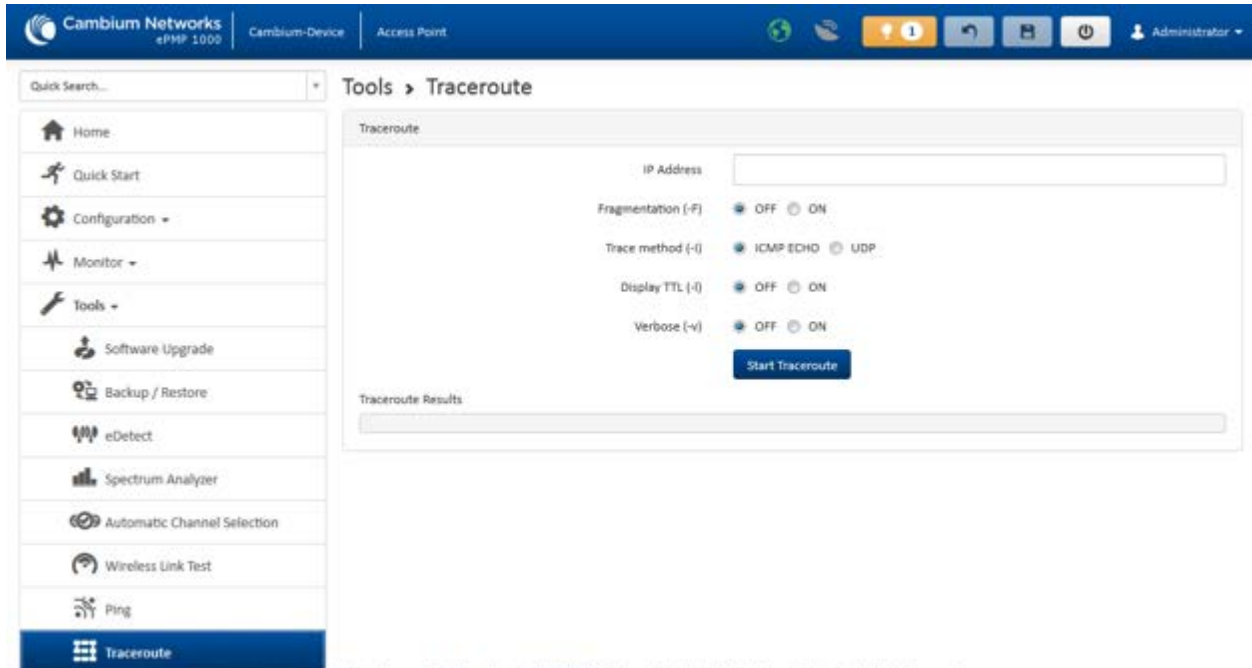 Cambium Networks
ePMP 1000
Cambium-Device
Access Point
1
Administrator
Quick Search...
Tools > Traceroute
Home
Quick Start
Configuration
Monitor
Tools
Software Upgrade
Backup / Restore
eDetect
Spectrum Analyzer
Automatic Channel Selection
Wireless Link Test
Ping
Traceroute
Traceroute
IP Address
Fragmentation (-F) OFF ON
Trace method (-I) ICMP ECHO UDP
Display TTL (-l) OFF ON
Verbose (-v) OFF ON
Start Traceroute
Traceroute Results